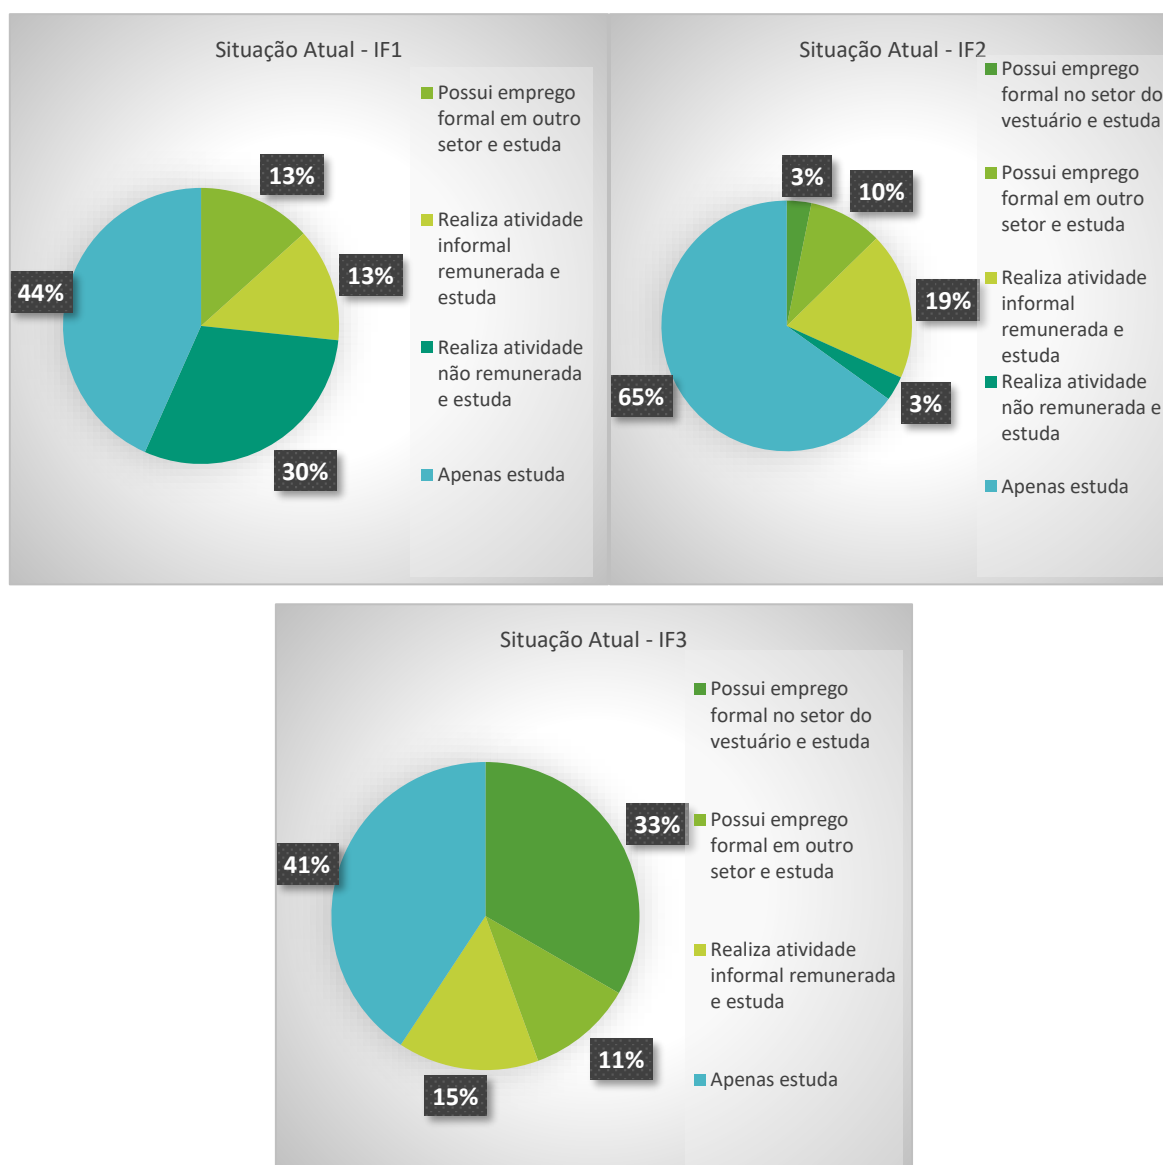 Situação Atual - IF1
Possui emprego
formal em outro
setor e estuda
Realiza atividade
informal
remunerada e
estuda
Realiza atividade
não remunerada
e estuda
Apenas estuda
13%
13%
30%
44%
Situação Atual - IF2
Possui emprego
formal no setor do
vestuário e estuda
Possui emprego
formal em outro
setor e estuda
Realiza atividade
informal
remunerada e
estuda
Realiza atividade
não remunerada e
estuda
Apenas estuda
3%
10%
19%
3%
65%
Situação Atual - IF3
Possui emprego
formal no setor do
vestuário e estuda
Possui emprego
formal em outro
setor e estuda
Realiza atividade
informal remunerada
e estuda
Apenas estuda
33%
11%
15%
41%